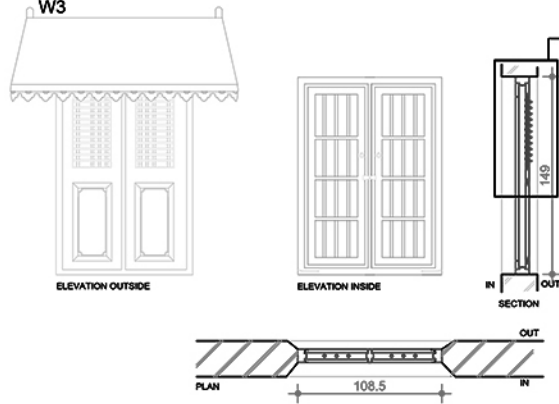 W3
ELEVATION OUTSIDE
ELEVATION INSIDE
149
IN
OUT
SECTION
OUT
PLAN
IN
108.5